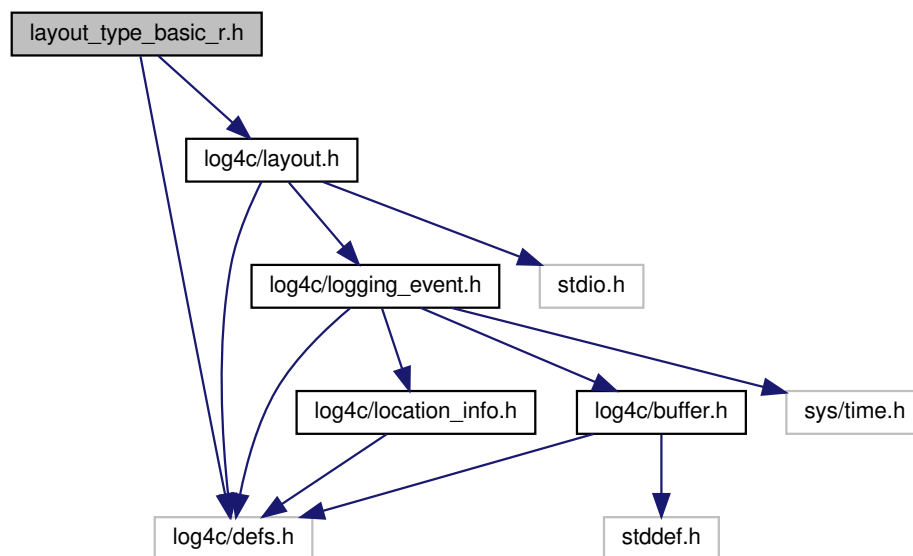 layout_type_basic_r.h
log4c/layout.h
log4c/logging_event.h
stdio.h
log4c/location_info.h
log4c/buffer.h
sys/time.h
log4c/defs.h
stddef.h